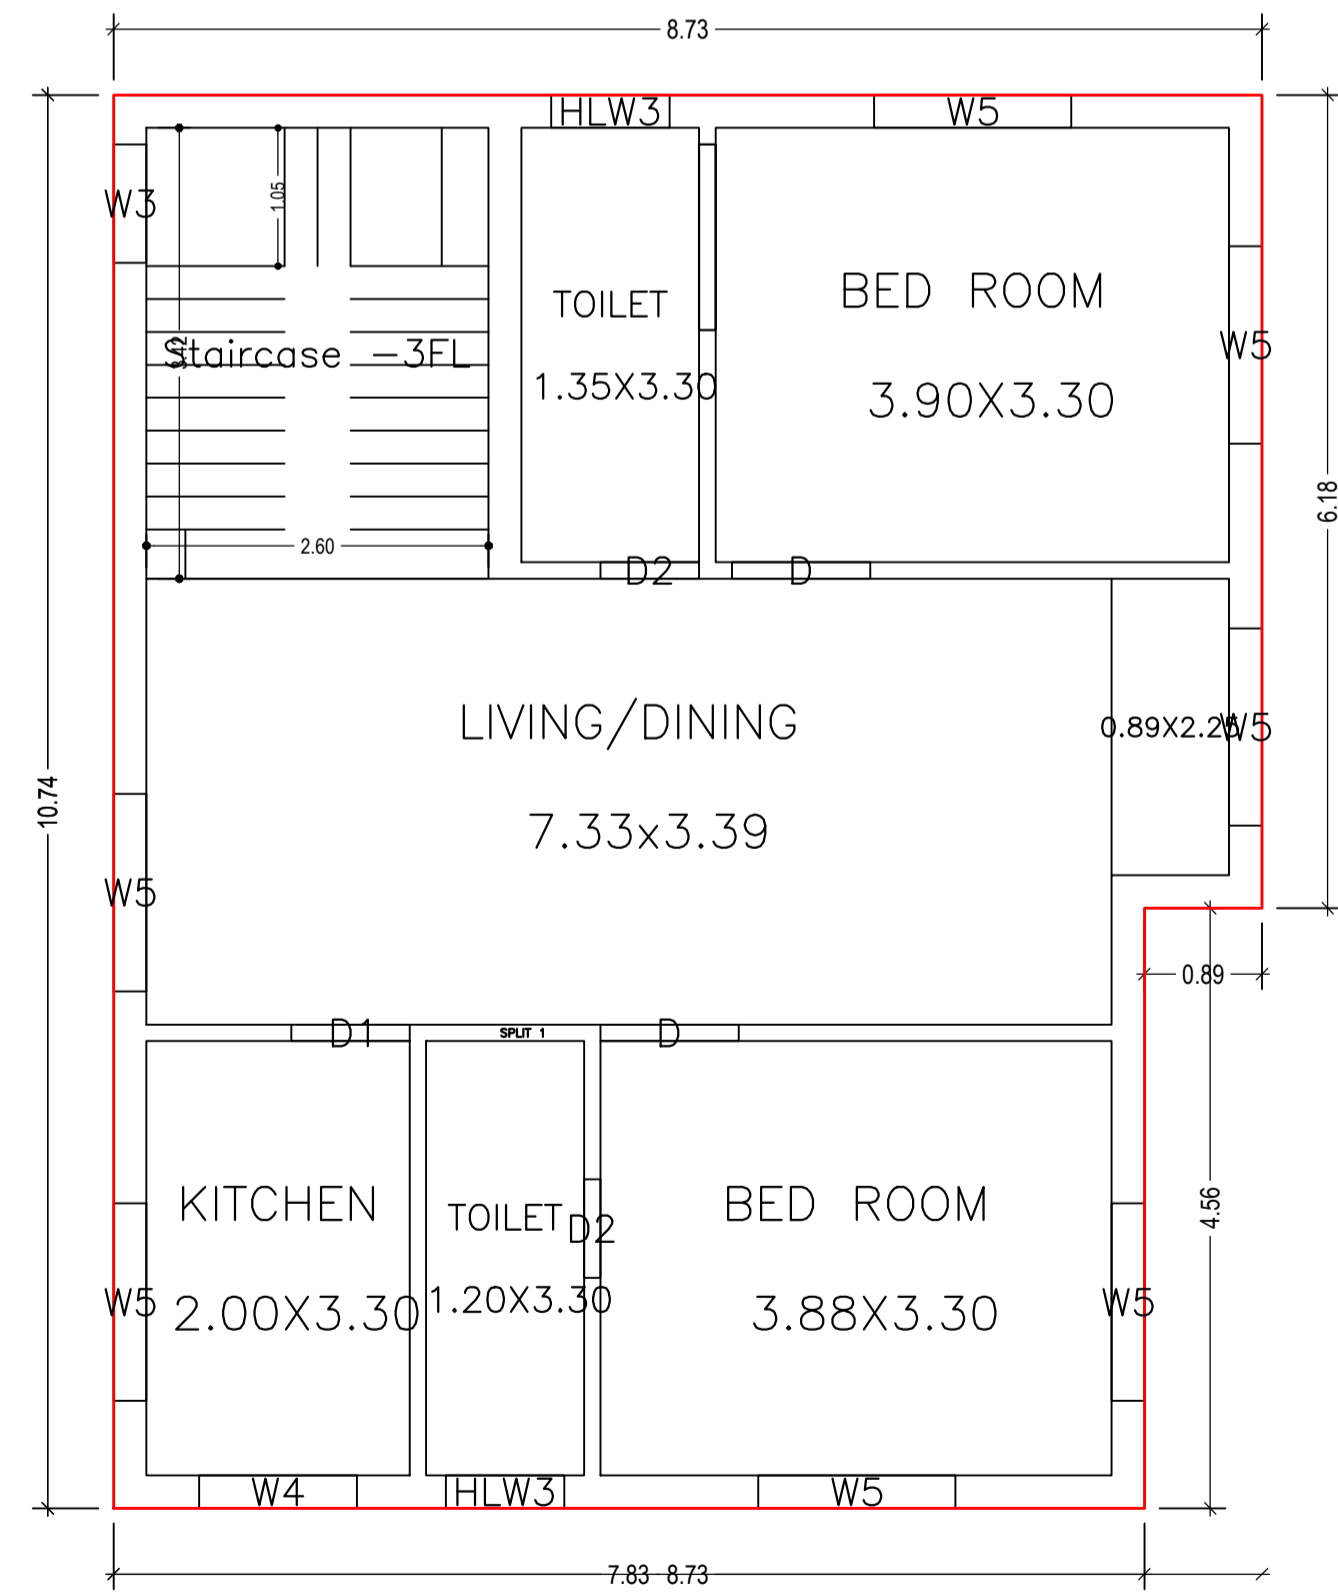 8.73
HLW3
W5
W3
1.05
BED ROOM
TOILET
W5
Staircase -3FL
1.35X3.30
3.90X3.30
6.18
2.60
D2
D
LIVING/DINING
0.89X2.25
W5
10.74
7.33x3.39
W5
0.89
D1
SPLIT 1
D
KITCHEN
TOILET
D2
BED ROOM
4.56
W5
2.00X3.30
1.20X3.30
3.88X3.30
W5
W4
HLW3
W5
7.83
8.73